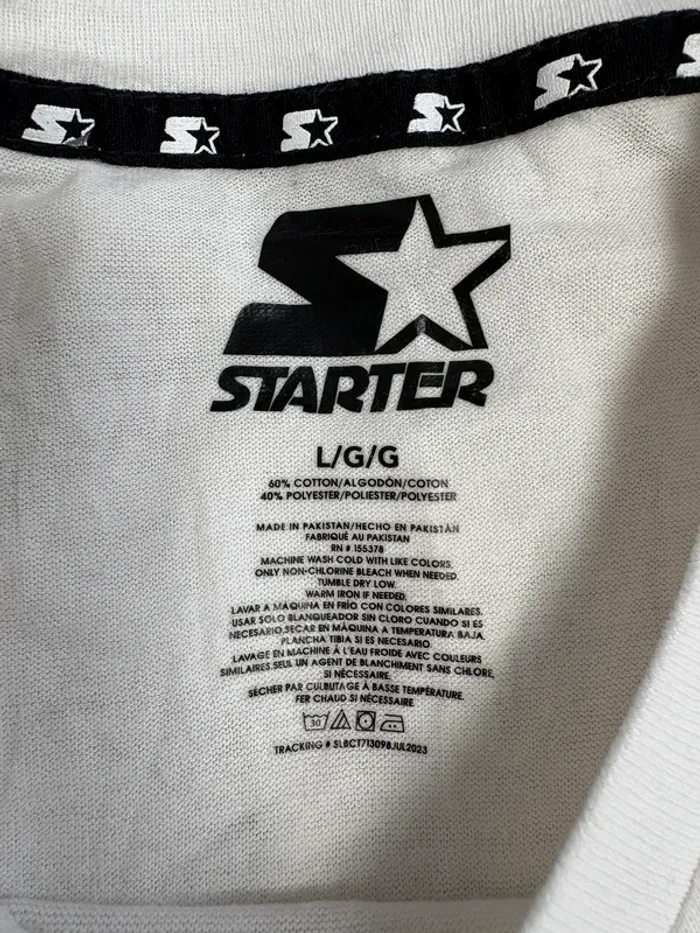 STARTER
L/G/G
60% COTTON/ALGODÓN/COTON
40% POLYESTER/POLIESTER/POLYESTER
MADE IN PAKISTAN/HECHO EN PAKISTÁN
FABRIQUÉ AU PAKISTAN
RN # 155378
MACHINE WASH COLD WITH LIKE COLORS.
ONLY NON-CHLORINE BLEACH WHEN NEEDED.
TUMBLE DRY LOW.
WARM IRON IF NEEDED.
LAVAR A MÁQUINA EN FRÍO CON COLORES SIMILARES.
USAR SOLO BLANQUEADOR SIN CLORO CUANDO SI ES
NECESARIO.SECAR EN MÁQUINA A TEMPERATURA BAJA.
PLANCHA TIBIA SI ES NECESARIO.
LAVAGE EN MACHINE À L'EAU FROIDE AVEC COULEURS
SIMILAIRES.SEUL UN AGENT DE BLANCHIMENT SANS CHLORE,
SI NÉCESSAIRE.
SÉCHER PAR CULBUTAGE À BASSE TEMPÉRATURE.
FER CHAUD SI NÉCESSAIRE
30
TRACKING # SLBCT713098JUL2023